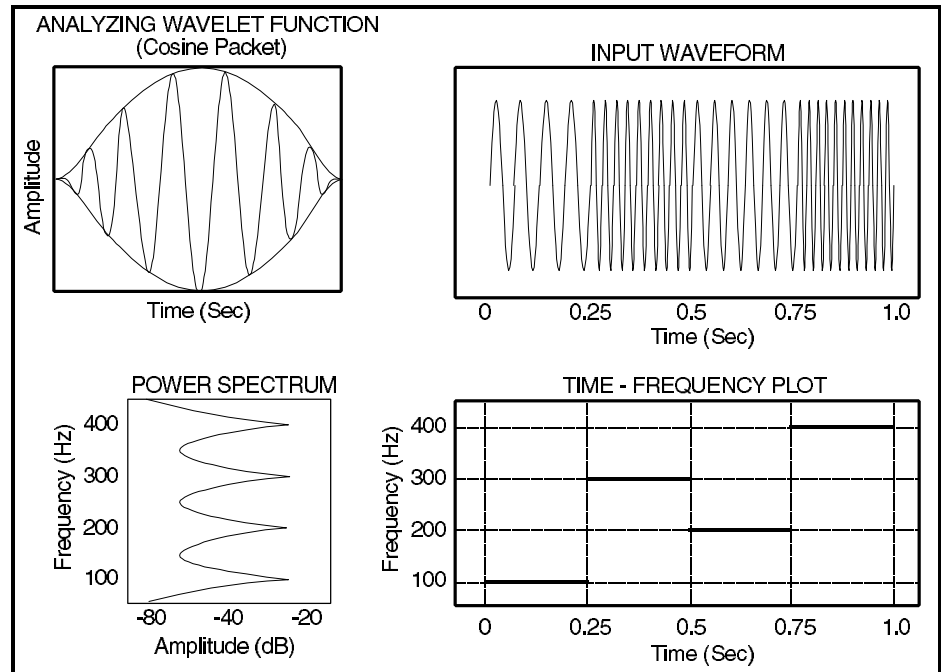 ANALYZING WAVELET FUNCTION
(Cosine Packet)
Amplitude
Time (Sec)
INPUT WAVEFORM
0 0.25 0.5 0.75 1.0
Time (Sec)
POWER SPECTRUM
Frequency (Hz)
400
300
200
100
-80 -40 -20
Amplitude (dB)
TIME - FREQUENCY PLOT
Frequency (Hz)
400
300
200
100
0 0.25 0.5 0.75 1.0
Time (Sec)